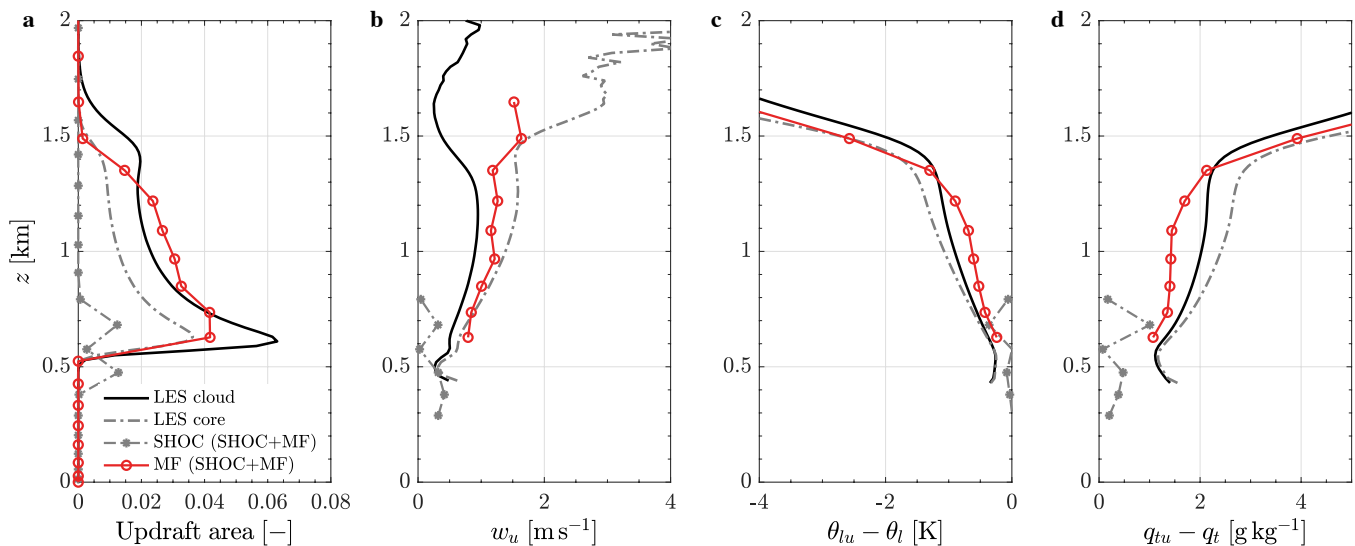 a
b
c
d
2
1.5
1
0.5
0
z [km]
LES cloud
LES core
SHOC (SHOC+MF)
MF (SHOC+MF)
0 0.02 0.04 0.06 0.08
Updraft area [−]
2
1.5
1
0.5
0
0 2 4
w_u [m s⁻¹]
2
1.5
1
0.5
0
-4 -2 0
θ_lu − θ_l [K]
2
1.5
1
0.5
0
0 2 4
q_tu − q_t [g kg⁻¹]